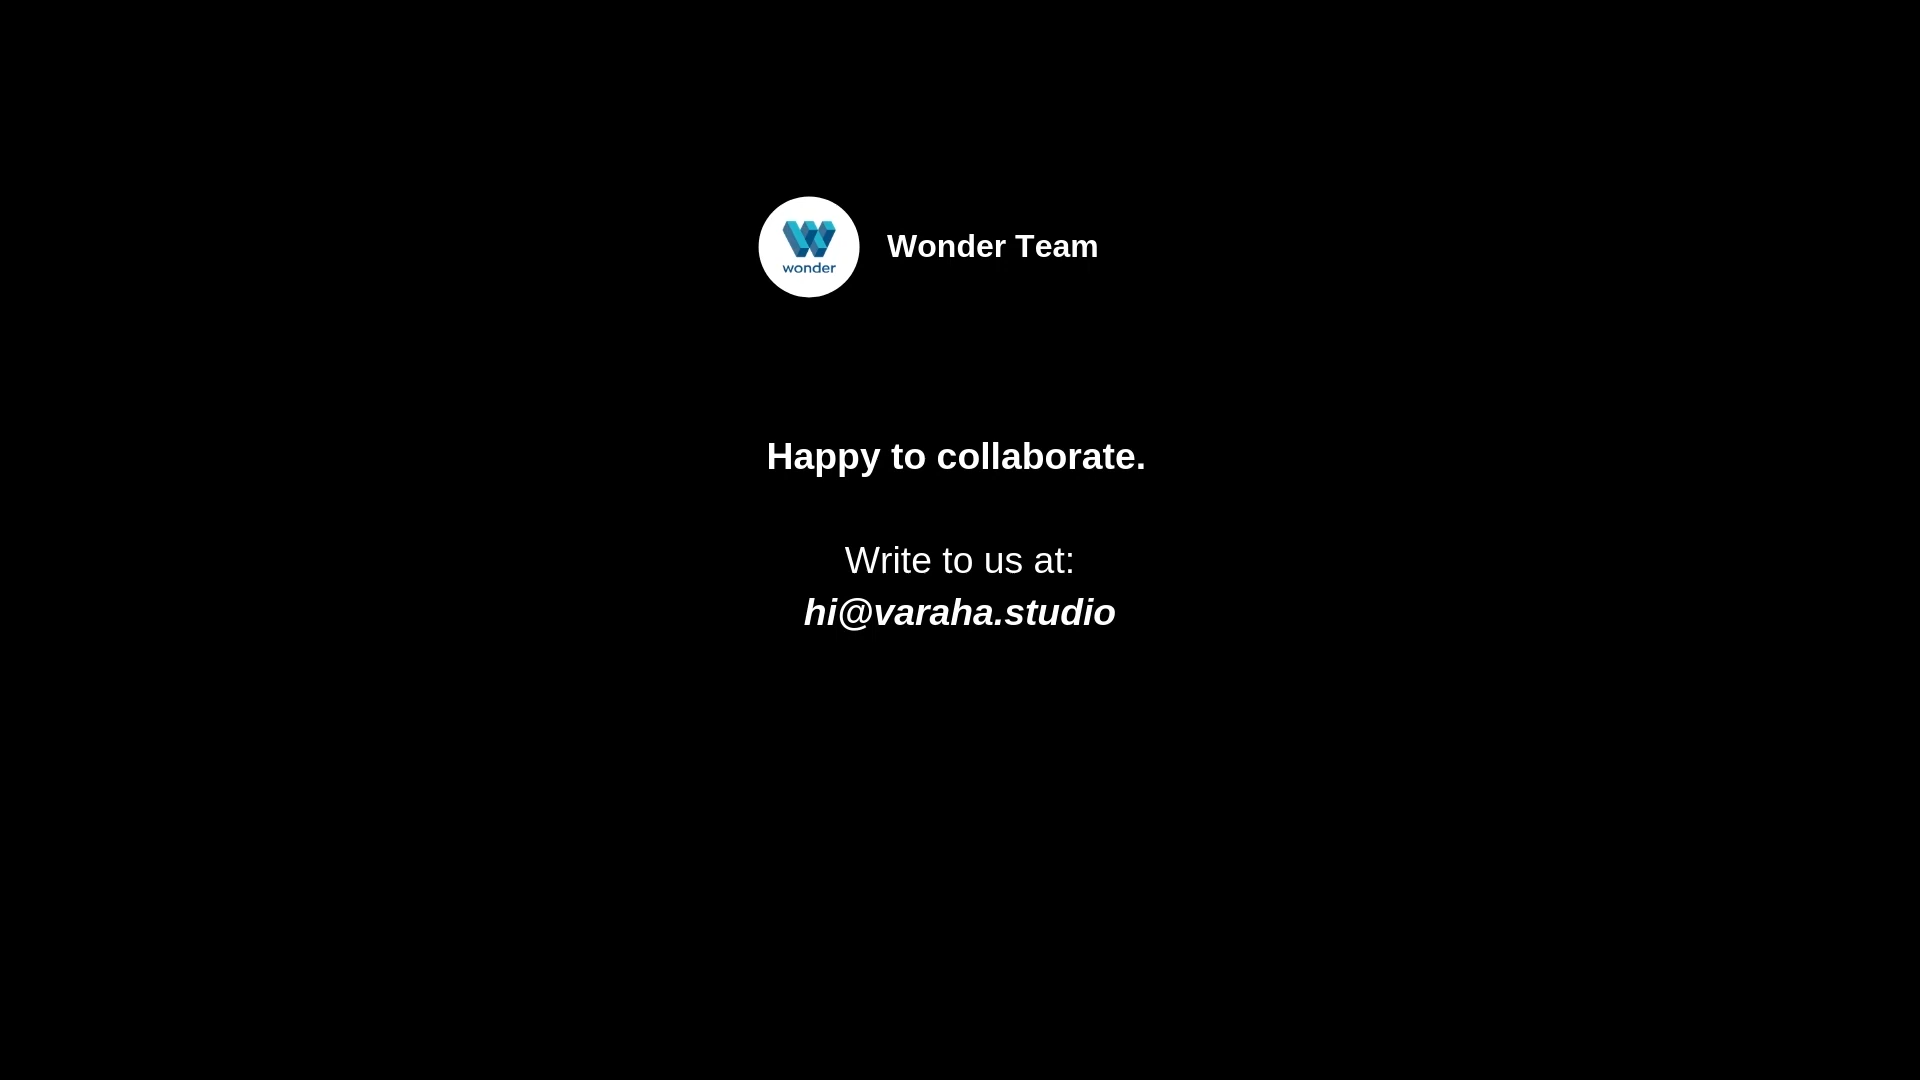 wonder
Wonder Team
Happy to collaborate.
Write to us at:
hi@varaha.studio